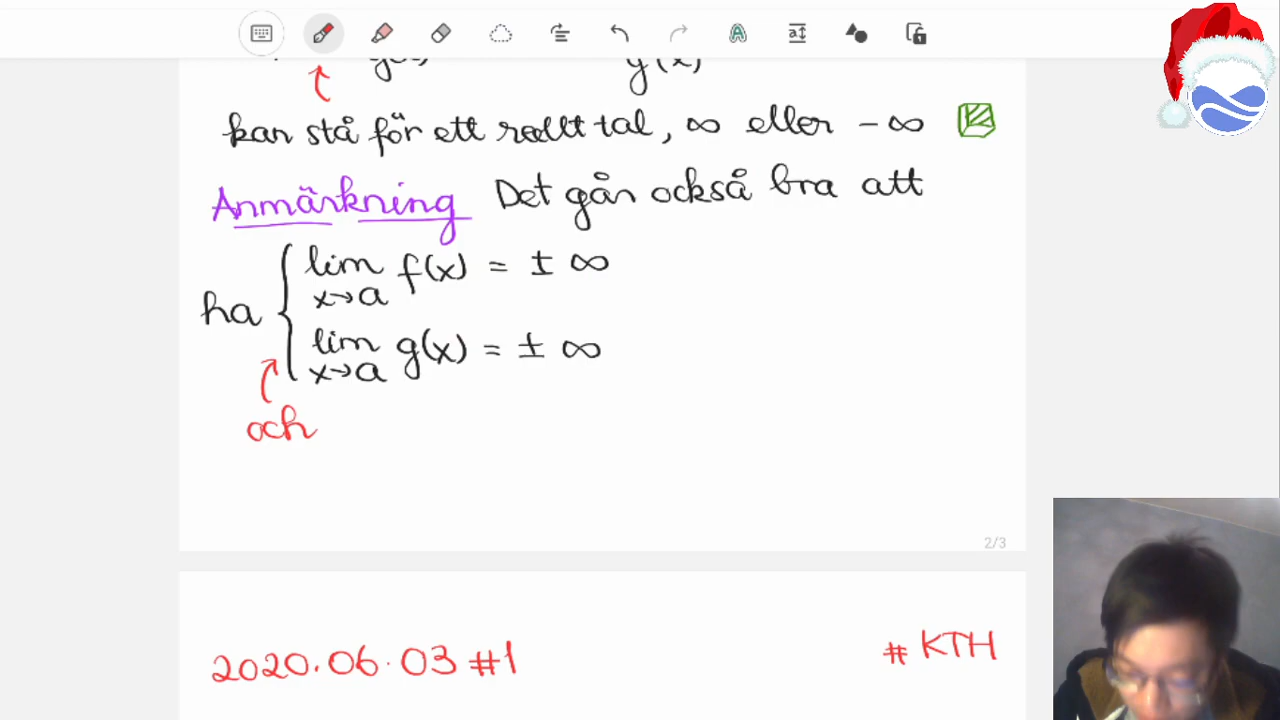 g(x)
kan stå för ett reellt tal, ∞ eller -∞
Anmärkning Det går också bra att
ha { lim x→a f(x) = ± ∞
lim x→a g(x) = ± ∞
och
2/3
2020.06.03 #1 # KTH